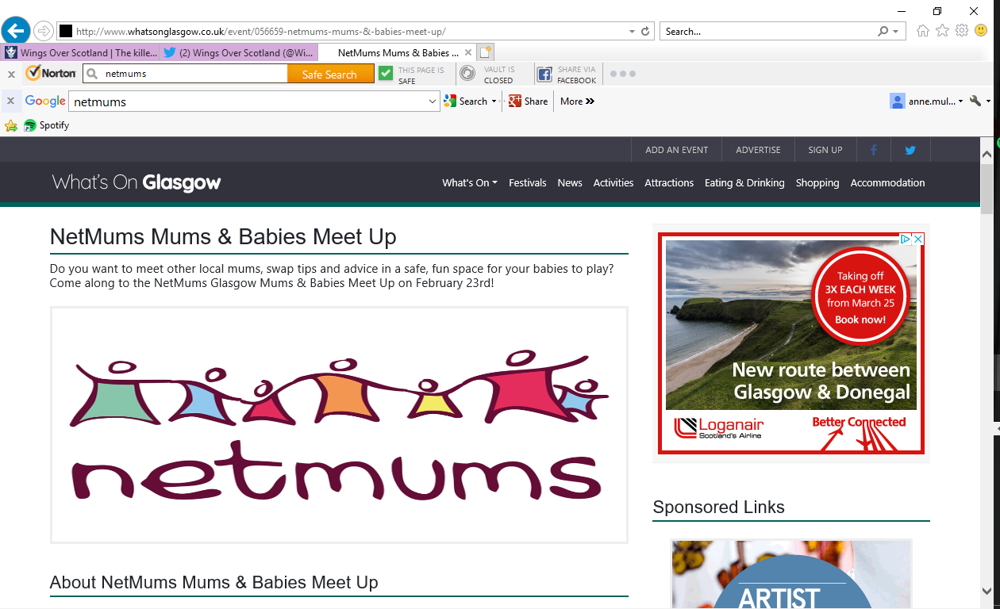 http://www.whatsonglasgow.co.uk/event/056659-netmums-mums-&-babies-meet-up/
Search...
Wings Over Scotland | The kille...
(2) Wings Over Scotland (@Wi...
NetMums Mums & Babies ...
Norton
netmums
Safe Search
THIS PAGE IS
SAFE
VAULT IS
CLOSED
SHARE VIA
FACEBOOK
Google
netmums
Search
Share
More »
anne.mul...
Spotify
ADD AN EVENT
ADVERTISE
SIGN UP
What's On Glasgow
What's On
Festivals
News
Activities
Attractions
Eating & Drinking
Shopping
Accommodation
NetMums Mums & Babies Meet Up
Do you want to meet other local mums, swap tips and advice in a safe, fun space for your babies to play?
Come along to the NetMums Glasgow Mums & Babies Meet Up on February 23rd!
netmums
About NetMums Mums & Babies Meet Up
Taking off
3X EACH WEEK
from March 25
Book now!
New route between
Glasgow & Donegal
Loganair
Scotland's Airline
Better Connected
Sponsored Links
ARTIST